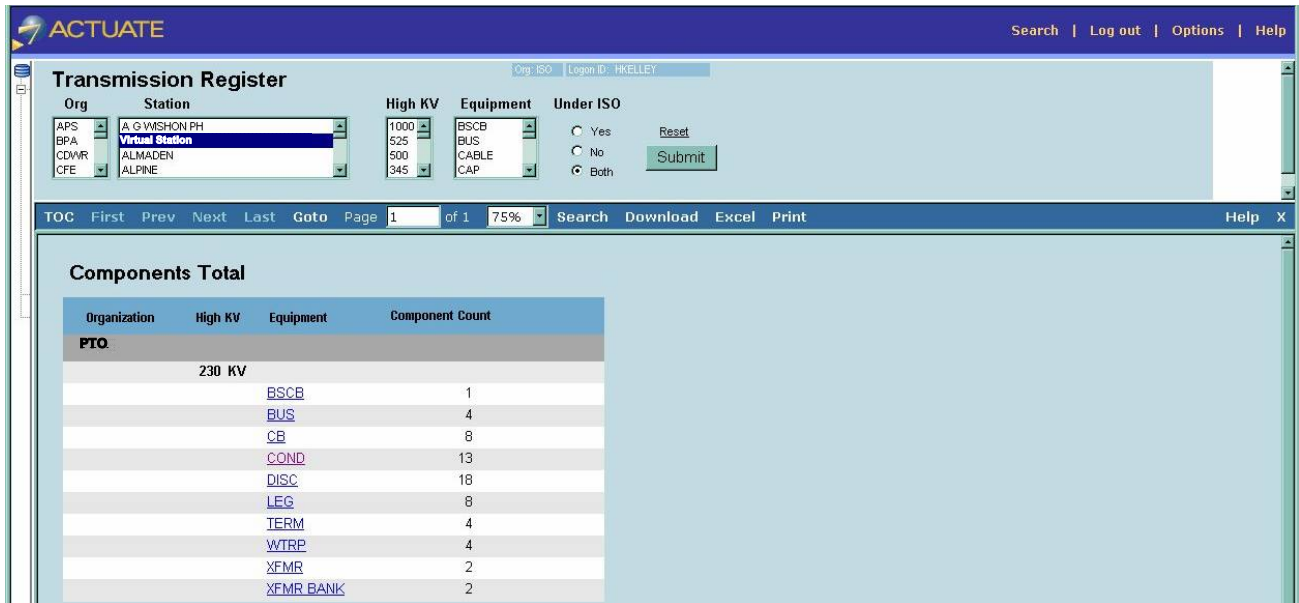 ACTUATE
Search | Log out | Options | Help
Transmission Register
Org: ISO Logon ID: HKELLEY
Org Station High KV Equipment Under ISO
APS A G WISHON PH 1000 BSCB Yes Reset
BPA Virtual Station 525 BUS
CDWR ALMADEN 500 CABLE No Submit
CFE ALPINE 345 CAP Both
TOC First Prev Next Last Goto Page 1 of 1 75% Search Download Excel Print Help X
Components Total
Organization High KV Equipment Component Count
PTO
230 KV
BSCB 1
BUS 4
CB 8
COND 13
DISC 18
LEG 8
TERM 4
WTRP 4
XFMR 2
XFMR BANK 2